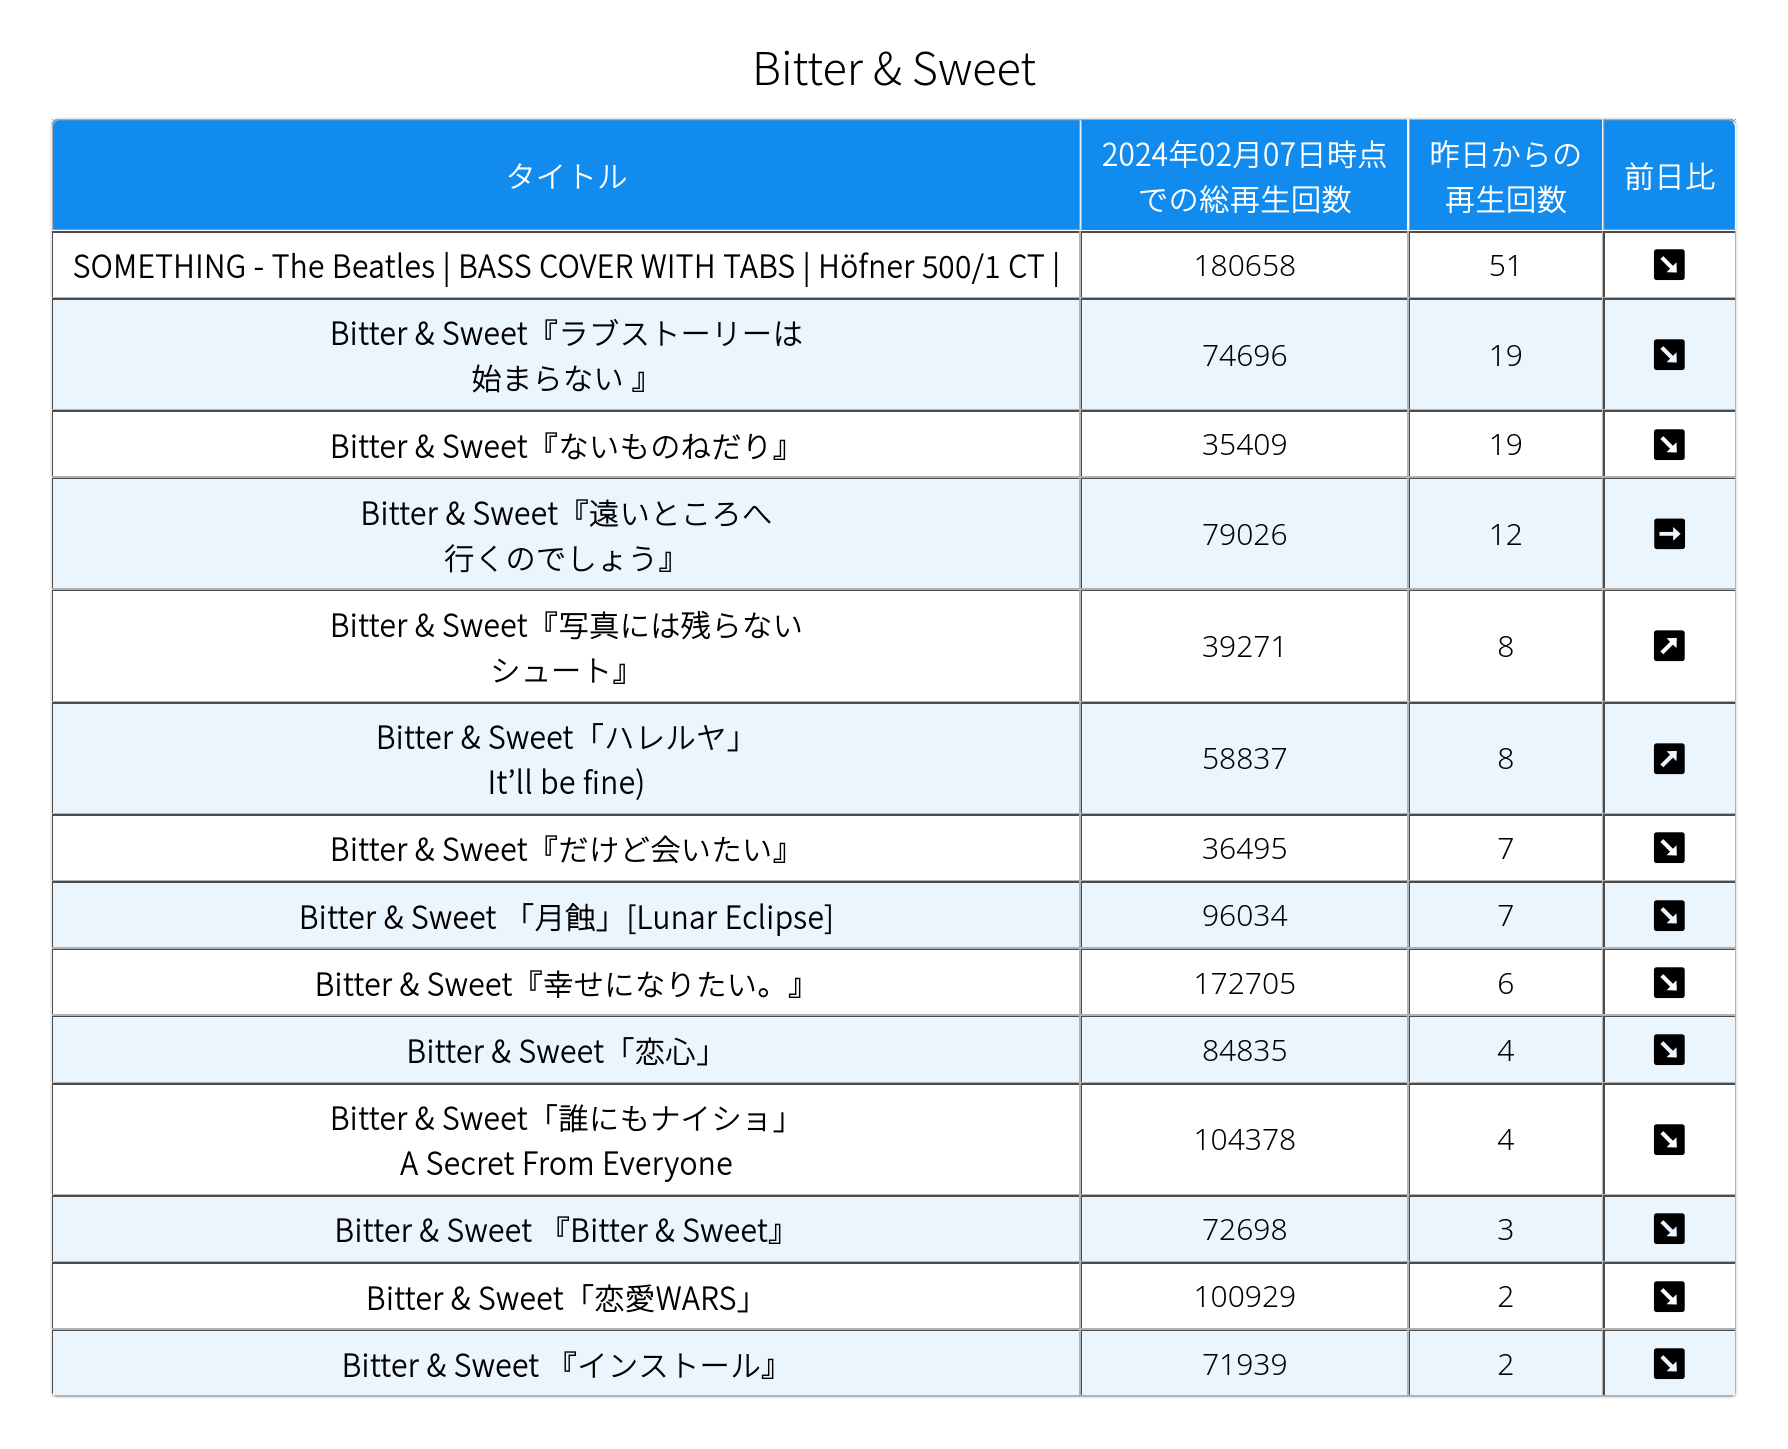 Bitter & Sweet
タイトル
2024年02月07日時点
での総再生回数
昨日からの
再生回数
前日比
SOMETHING - The Beatles | BASS COVER WITH TABS | Höfner 500/1 CT |
180658
51
Bitter & Sweet『ラブストーリーは
始まらない 』
74696
19
Bitter & Sweet『ないものねだり』
35409
19
Bitter & Sweet『遠いところへ
行くのでしょう』
79026
12
Bitter & Sweet『写真には残らない
シュート』
39271
8
Bitter & Sweet「ハレルヤ」
It’ll be fine)
58837
8
Bitter & Sweet『だけど会いたい』
36495
7
Bitter & Sweet 「月蝕」[Lunar Eclipse]
96034
7
Bitter & Sweet『幸せになりたい。』
172705
6
Bitter & Sweet「恋心」
84835
4
Bitter & Sweet「誰にもナイショ」
A Secret From Everyone
104378
4
Bitter & Sweet 『Bitter & Sweet』
72698
3
Bitter & Sweet「恋愛WARS」
100929
2
Bitter & Sweet 『インストール』
71939
2